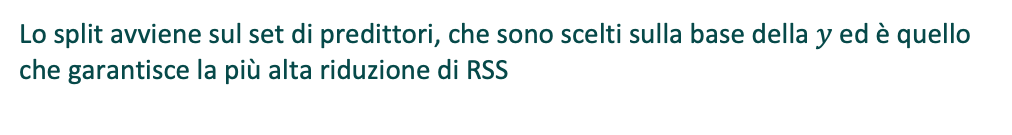 Lo split avviene sul set di predittori, che sono scelti sulla base della y ed è quello
che garantisce la più alta riduzione di RSS